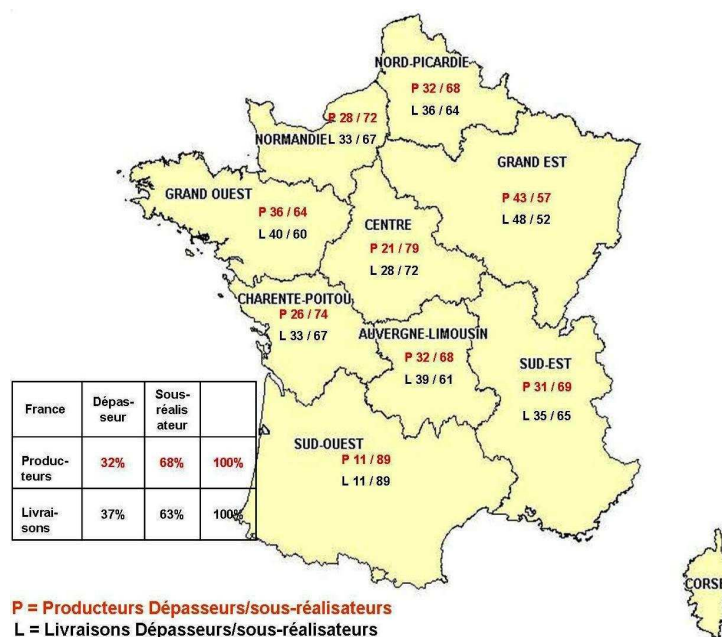 NORD-PICARDIE
P 32 / 68
L 36 / 64
P 28 / 72
NORMANDIE L 33 / 67
GRAND EST
P 43 / 57
L 48 / 52
GRAND OUEST
P 36 / 64
L 40 / 60
CENTRE
P 21 / 79
L 28 / 72
CHARENTE-POITOU
P 26 / 74
L 33 / 67
AUVERGNE-LIMOUSIN
P 32 / 68
L 39 / 61
SUD-EST
P 31 / 69
L 35 / 65
SUD-OUEST
P 11 / 89
L 11 / 89
France
Dépas-
seur
Sous-
réalis
ateur
Produc-
teurs
32%
68%
100%
Livrai-
sons
37%
63%
100%
CORSE
P = Producteurs Dépasseurs/sous-réalisateurs
L = Livraisons Dépasseurs/sous-réalisateurs